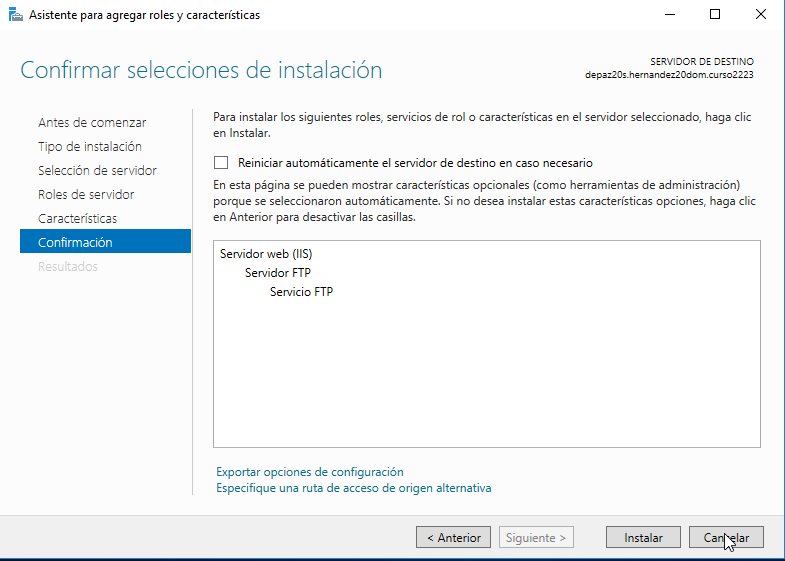 Asistente para agregar roles y características
Confirmar selecciones de instalación
SERVIDOR DE DESTINO
depaz20s.hernandez20dom.curso2223
Antes de comenzar
Tipo de instalación
Selección de servidor
Roles de servidor
Características
Confirmación
Resultados
Para instalar los siguientes roles, servicios de rol o características en el servidor seleccionado, haga clic
en Instalar.
Reiniciar automáticamente el servidor de destino en caso necesario
En esta página se pueden mostrar características opcionales (como herramientas de administración)
porque se seleccionaron automáticamente. Si no desea instalar estas características opciones, haga clic
en Anterior para desactivar las casillas.
Servidor web (IIS)
Servidor FTP
Servicio FTP
Exportar opciones de configuración
Especifique una ruta de acceso de origen alternativa
< Anterior
Siguiente >
Instalar
Cancelar